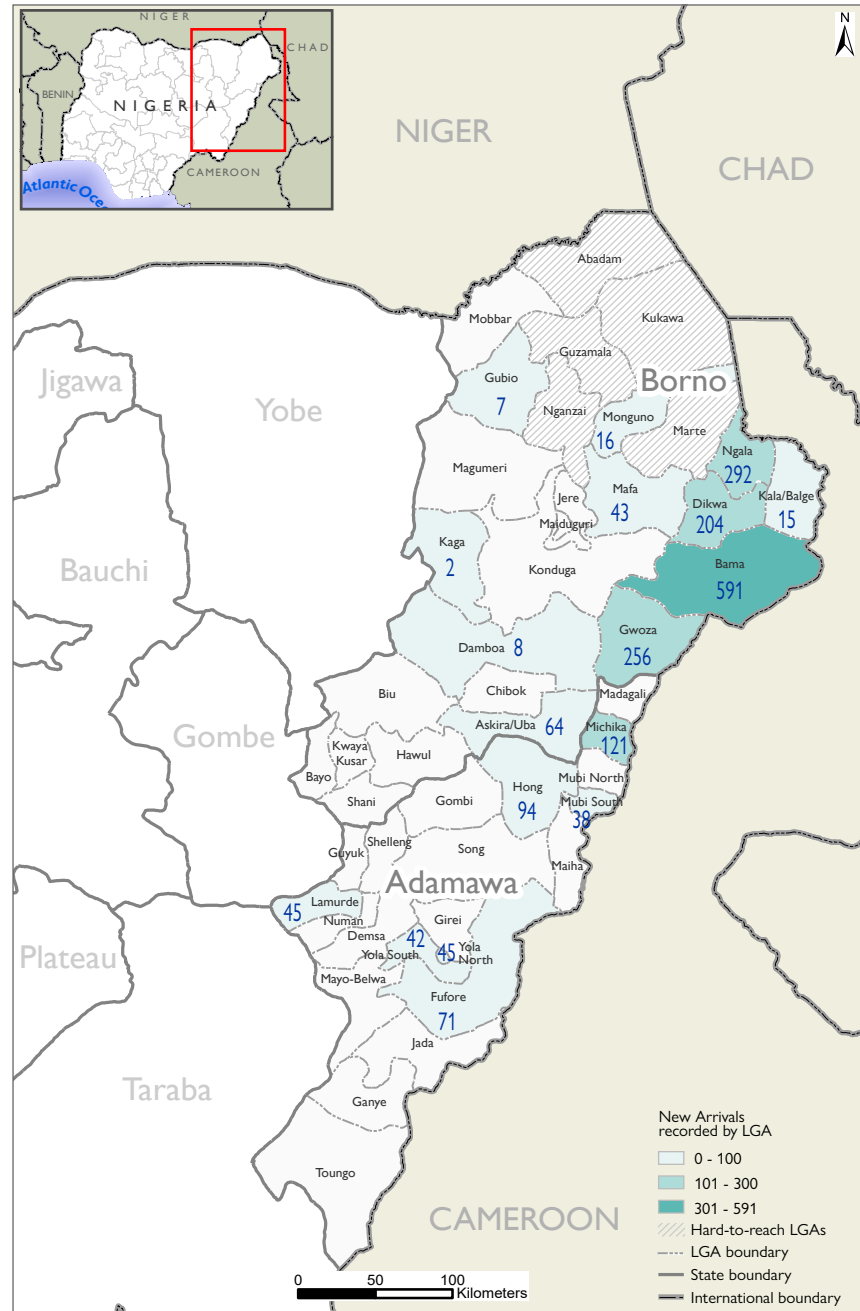 NIGER
CHAD
BENIN
NIGERIA
CAMEROON
Atlantic Oce
N
NIGER
CHAD
Abadam
Mobbar
Kukawa
Guzamala
Jigawa
Yobe
Gubio
7
Borno
Nganzai
Monguno
16
Marte
Ngala
292
Magumeri
Jere
Mafa
43
Dikwa
204
Kala/Balge
15
Maiduguri
Kaga
2
Konduga
Bama
591
Bauchi
Gwoza
256
Damboa
8
Chibok
Madagali
Biu
Askira/Uba
64
Michika
121
Gombe
Kwaya
Kusar
Hawul
Bayo
Mubi North
Hong
94
Shani
Gombi
Mubi South
38
Shelleng
Guyuk
Song
Maiha
Adamawa
Lamurde
45
Numan
Girei
Demsa
42
45
Yola
North
Yola South
Plateau
Mayo-Belwa
Fufore
71
Jada
Taraba
Ganye
Toungo
CAMEROON
New Arrivals
recorded by LGA
0 - 100
101 - 300
301 - 591
Hard-to-reach LGAs
LGA boundary
State boundary
International boundary
0 50 100
Kilometers